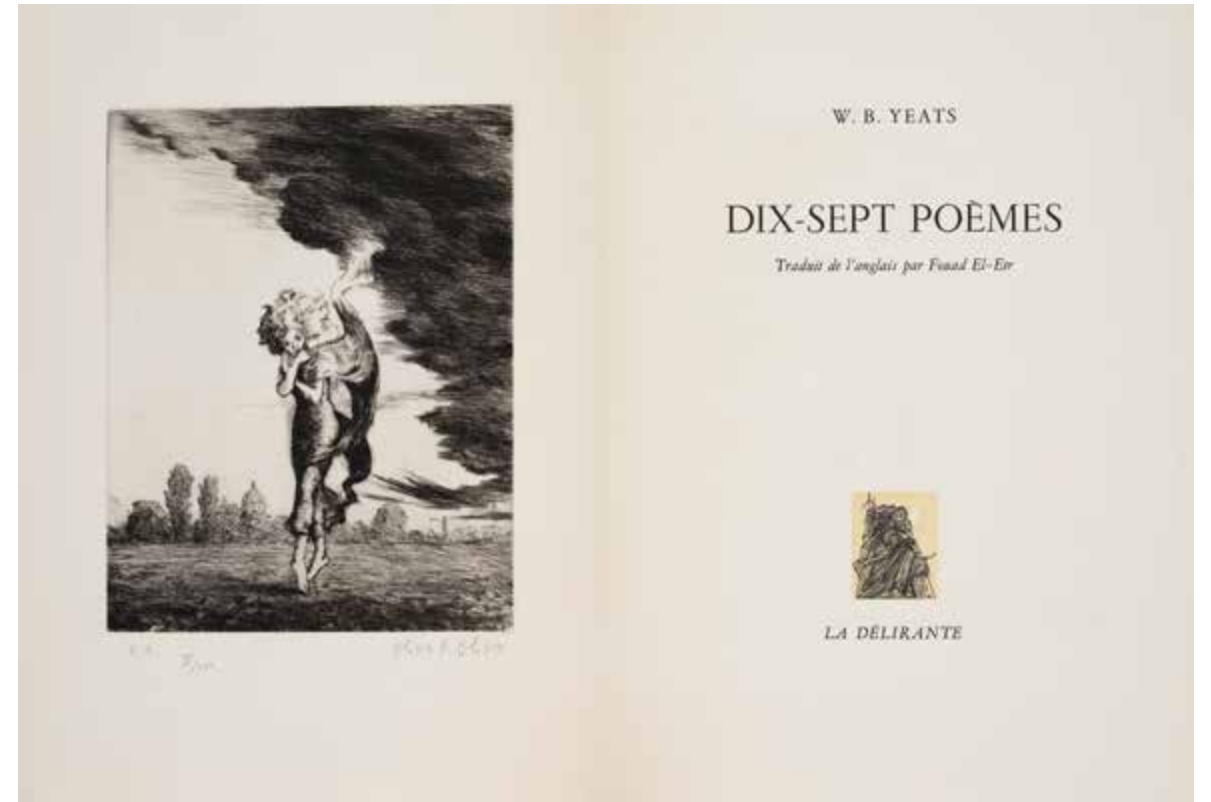 W. B. YEATS
DIX-SEPT POÈMES
Traduit de l'anglais par Fouad El-Etr
LA DÉLIRANTE